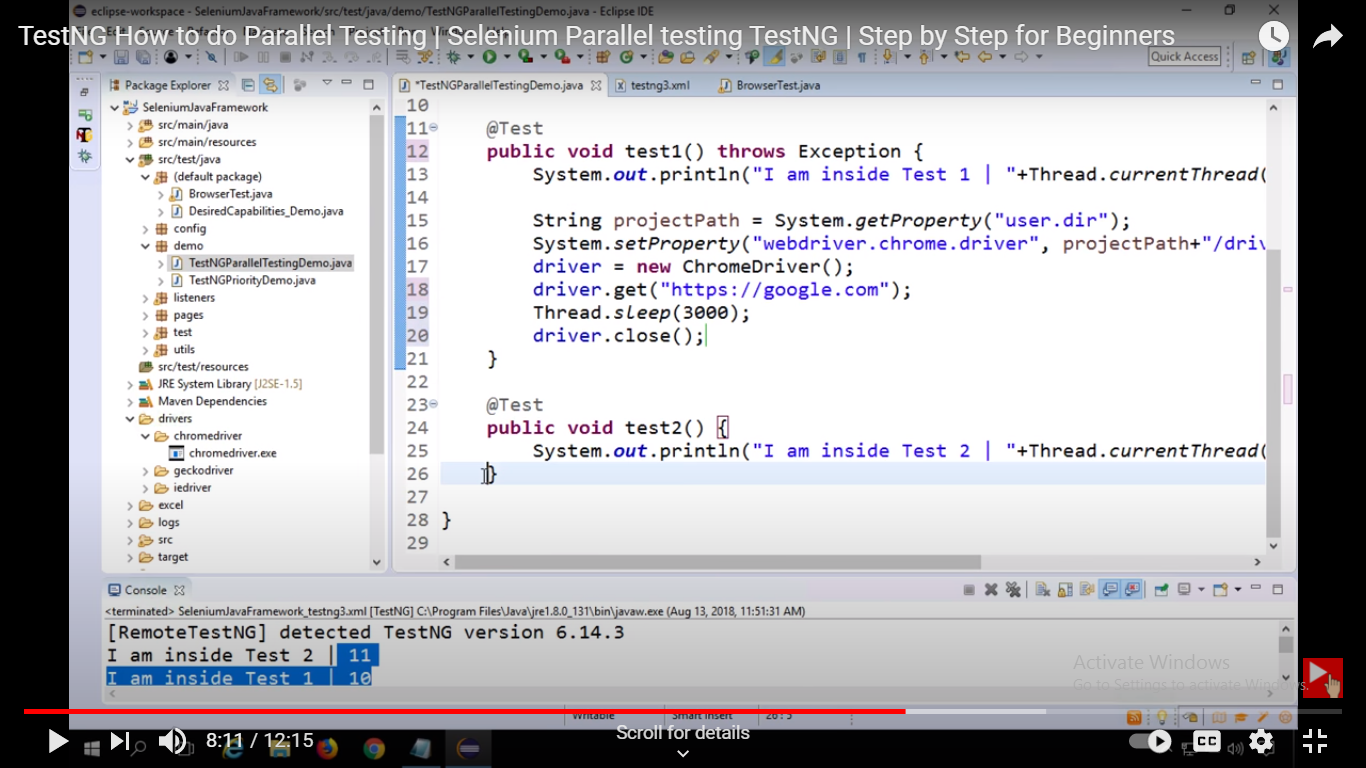 eclipse-workspace - SeleniumJavaFramework/src/test/java/demo/TestNGParallelTestingDemo.java - Eclipse IDE
TestNG How to do Parallel Testing | Selenium Parallel testing TestNG | Step by Step for Beginners
Quick Access
Package Explorer
*TestNGParallelTestingDemo.java
testng3.xml
BrowserTest.java
SeleniumJavaFramework
src/main/java
src/main/resources
src/test/java
(default package)
BrowserTest.java
DesiredCapabilities_Demo.java
config
demo
TestNGParallelTestingDemo.java
TestNGPriorityDemo.java
listeners
pages
test
utils
src/test/resources
JRE System Library [J2SE-1.5]
Maven Dependencies
drivers
chromedriver
chromedriver.exe
geckodriver
iedriver
excel
logs
src
target
10
11 @Test
12 public void test1() throws Exception {
13 System.out.println("I am inside Test 1 | "+Thread.currentThread(
14
15 String projectPath = System.getProperty("user.dir");
16 System.setProperty("webdriver.chrome.driver", projectPath+"/driv
17 driver = new ChromeDriver();
18 driver.get("https://google.com");
19 Thread.sleep(3000);
20 driver.close();
21 }
22
23 @Test
24 public void test2() {
25 System.out.println("I am inside Test 2 | "+Thread.currentThread(
26 }
27
28 }
29
Console
<terminated> SeleniumJavaFramework_testng3.xml [TestNG] C:\Program Files\Java\jre1.8.0_131\bin\javaw.exe (Aug 13, 2018, 11:51:31 AM)
[RemoteTestNG] detected TestNG version 6.14.3
I am inside Test 2 | 11
I am inside Test 1 | 10
Activate Windows
Go to Settings to activate Windows.
Writable
Smart Insert
26 : 5
8:11 / 12:15
Scroll for details
CC